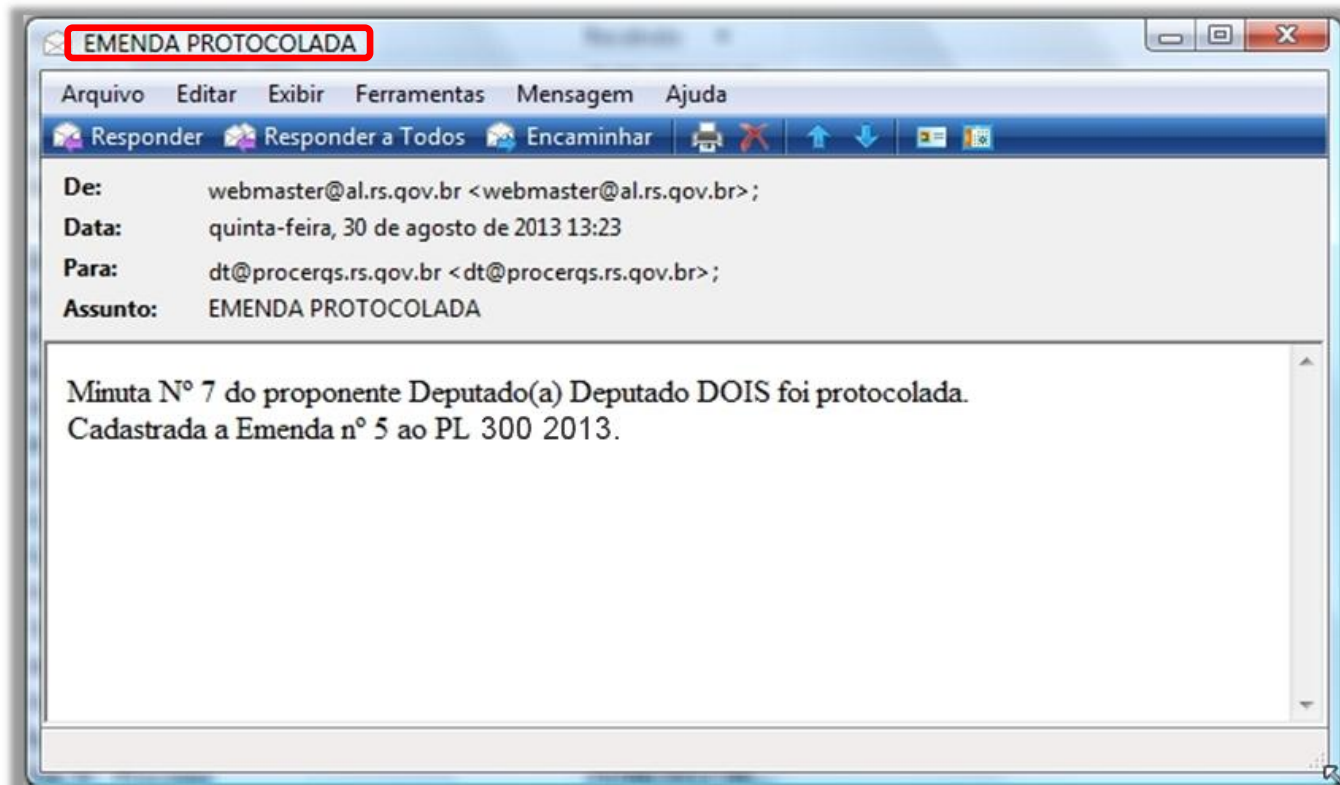 EMENDA PROTOCOLADA
Arquivo Editar Exibir Ferramentas Mensagem Ajuda
Responder Responder a Todos Encaminhar
De: webmaster@al.rs.gov.br <webmaster@al.rs.gov.br>;
Data: quinta-feira, 30 de agosto de 2013 13:23
Para: dt@procergs.rs.gov.br <dt@procergs.rs.gov.br>;
Assunto: EMENDA PROTOCOLADA
Minuta Nº 7 do proponente Deputado(a) Deputado DOIS foi protocolada.
Cadastrada a Emenda nº 5 ao PL 300 2013.